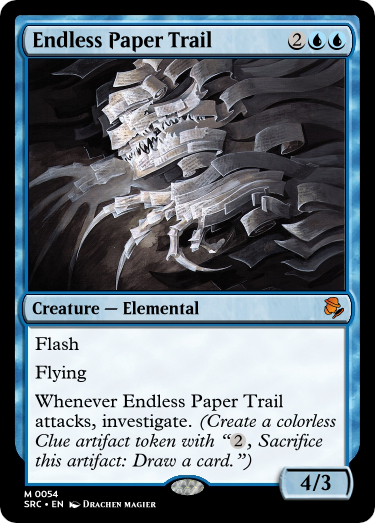 Endless Paper Trail 2UU
Creature — Elemental
Flash
Flying
Whenever Endless Paper Trail
attacks, investigate. (Create a colorless
Clue artifact token with “2, Sacrifice
this artifact: Draw a card.”)
4/3
M 0054
SRC • EN DRACHEN MAGIER